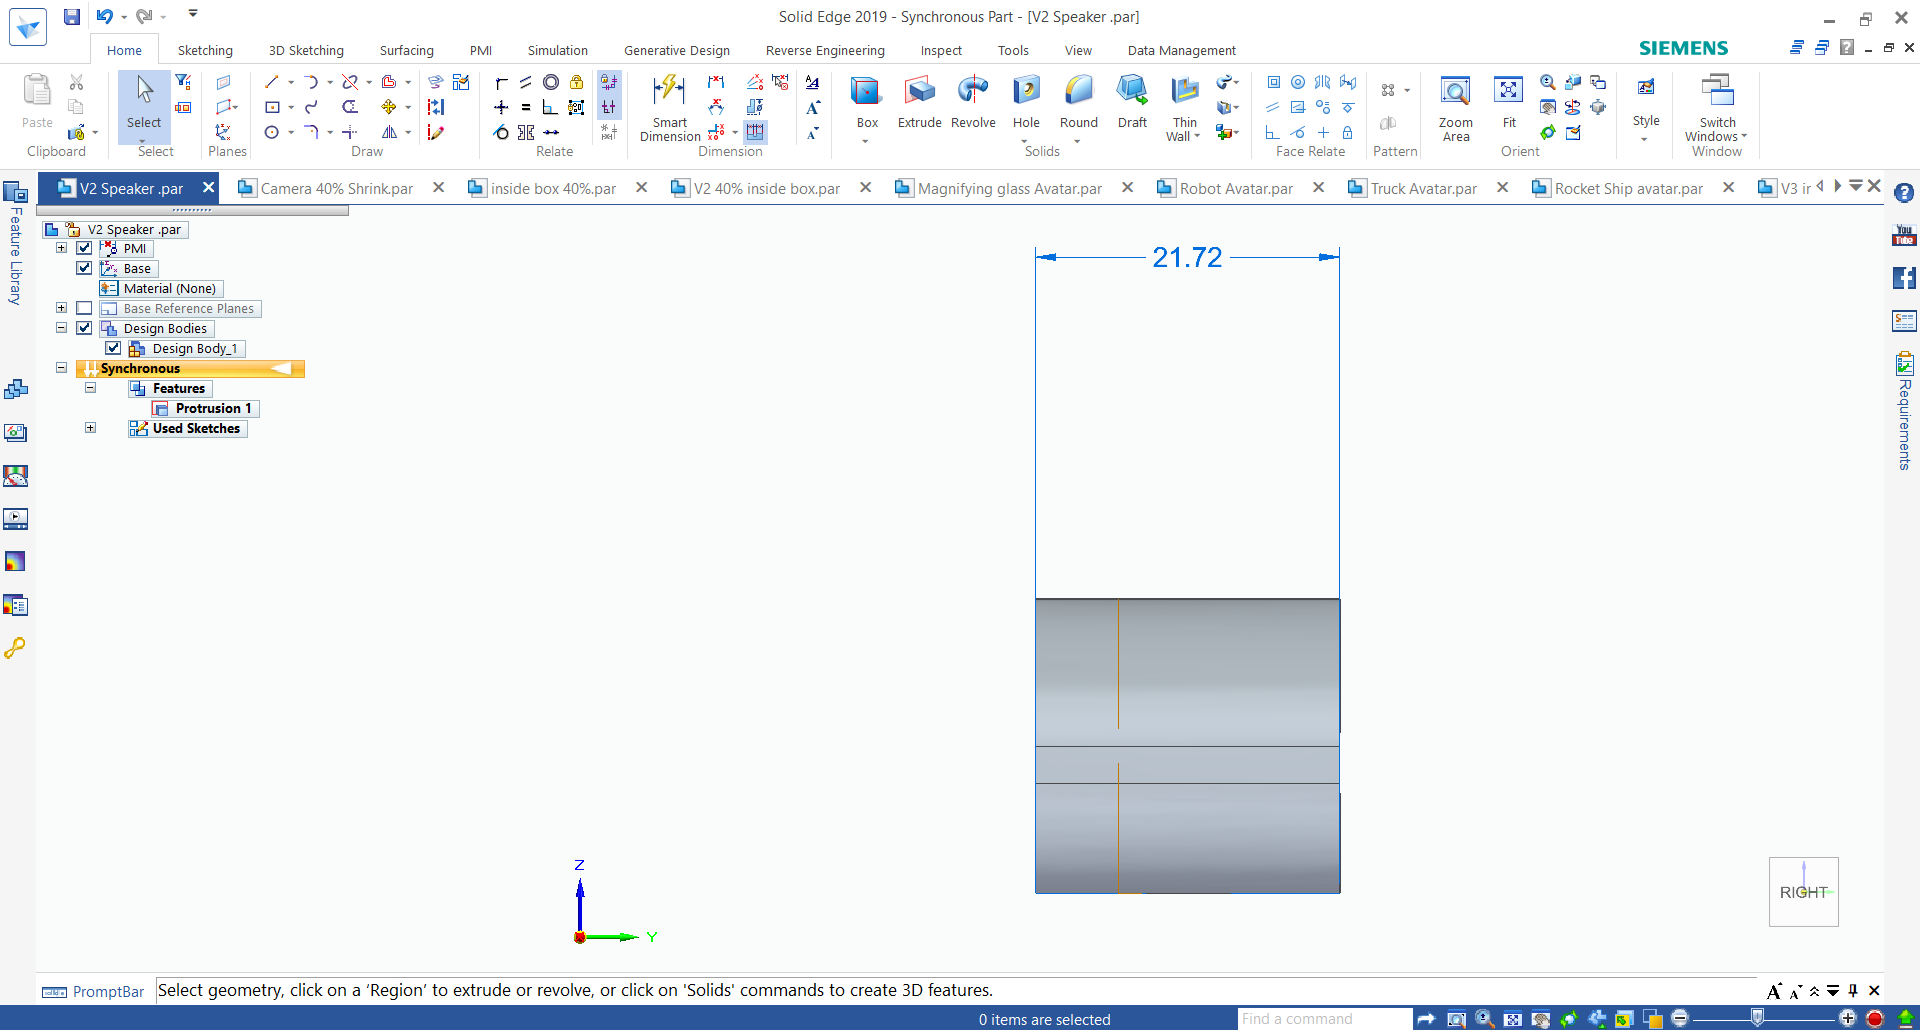 Solid Edge 2019 - Synchronous Part - [V2 Speaker .par]
Home Sketching 3D Sketching Surfacing PMI Simulation Generative Design Reverse Engineering Inspect Tools View Data Management
SIEMENS
Paste
Select
Smart Dimension
Box Extrude Revolve Hole Round Draft Thin Wall
Zoom Area Fit Style Switch Windows
Clipboard Select Planes Draw Relate Dimension Solids Face Relate Pattern Orient Window
V2 Speaker .par Camera 40% Shrink.par inside box 40%.par V2 40% inside box.par Magnifying glass Avatar.par Robot Avatar.par Truck Avatar.par Rocket Ship avatar.par V3 ir
Feature Library
V2 Speaker .par
PMI
Base
Material (None)
Base Reference Planes
Design Bodies
Design Body_1
Synchronous
Features
Protrusion 1
Used Sketches
21.72
You Tube
Requirements
Z
Y
RIGHT
PromptBar Select geometry, click on a ‘Region’ to extrude or revolve, or click on 'Solids' commands to create 3D features.
0 items are selected
Find a command